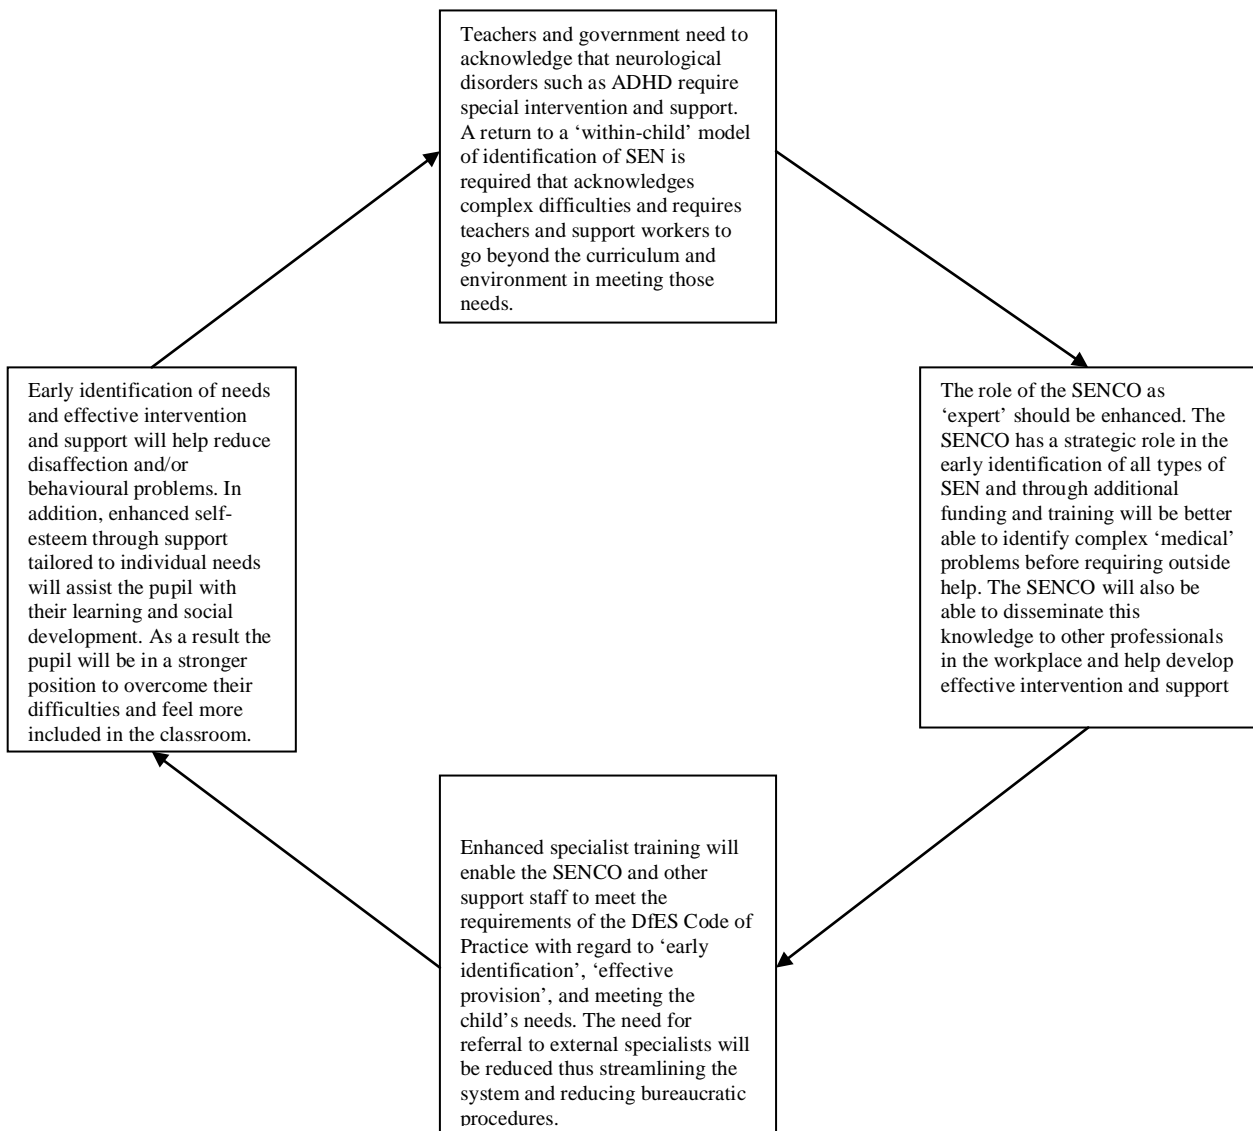 Teachers and government need to
acknowledge that neurological
disorders such as ADHD require
special intervention and support.
A return to a ‘within-child’ model
of identification of SEN is
required that acknowledges
complex difficulties and requires
teachers and support workers to
go beyond the curriculum and
environment in meeting those
needs.
The role of the SENCO as
‘expert’ should be enhanced. The
SENCO has a strategic role in the
early identification of all types of
SEN and through additional
funding and training will be better
able to identify complex ‘medical’
problems before requiring outside
help. The SENCO will also be
able to disseminate this
knowledge to other professionals
in the workplace and help develop
effective intervention and support
Enhanced specialist training will
enable the SENCO and other
support staff to meet the
requirements of the DfES Code of
Practice with regard to ‘early
identification’, ‘effective
provision’, and meeting the
child’s needs. The need for
referral to external specialists will
be reduced thus streamlining the
system and reducing bureaucratic
procedures.
Early identification of needs
and effective intervention
and support will help reduce
disaffection and/or
behavioural problems. In
addition, enhanced self-
esteem through support
tailored to individual needs
will assist the pupil with
their learning and social
development. As a result the
pupil will be in a stronger
position to overcome their
difficulties and feel more
included in the classroom.